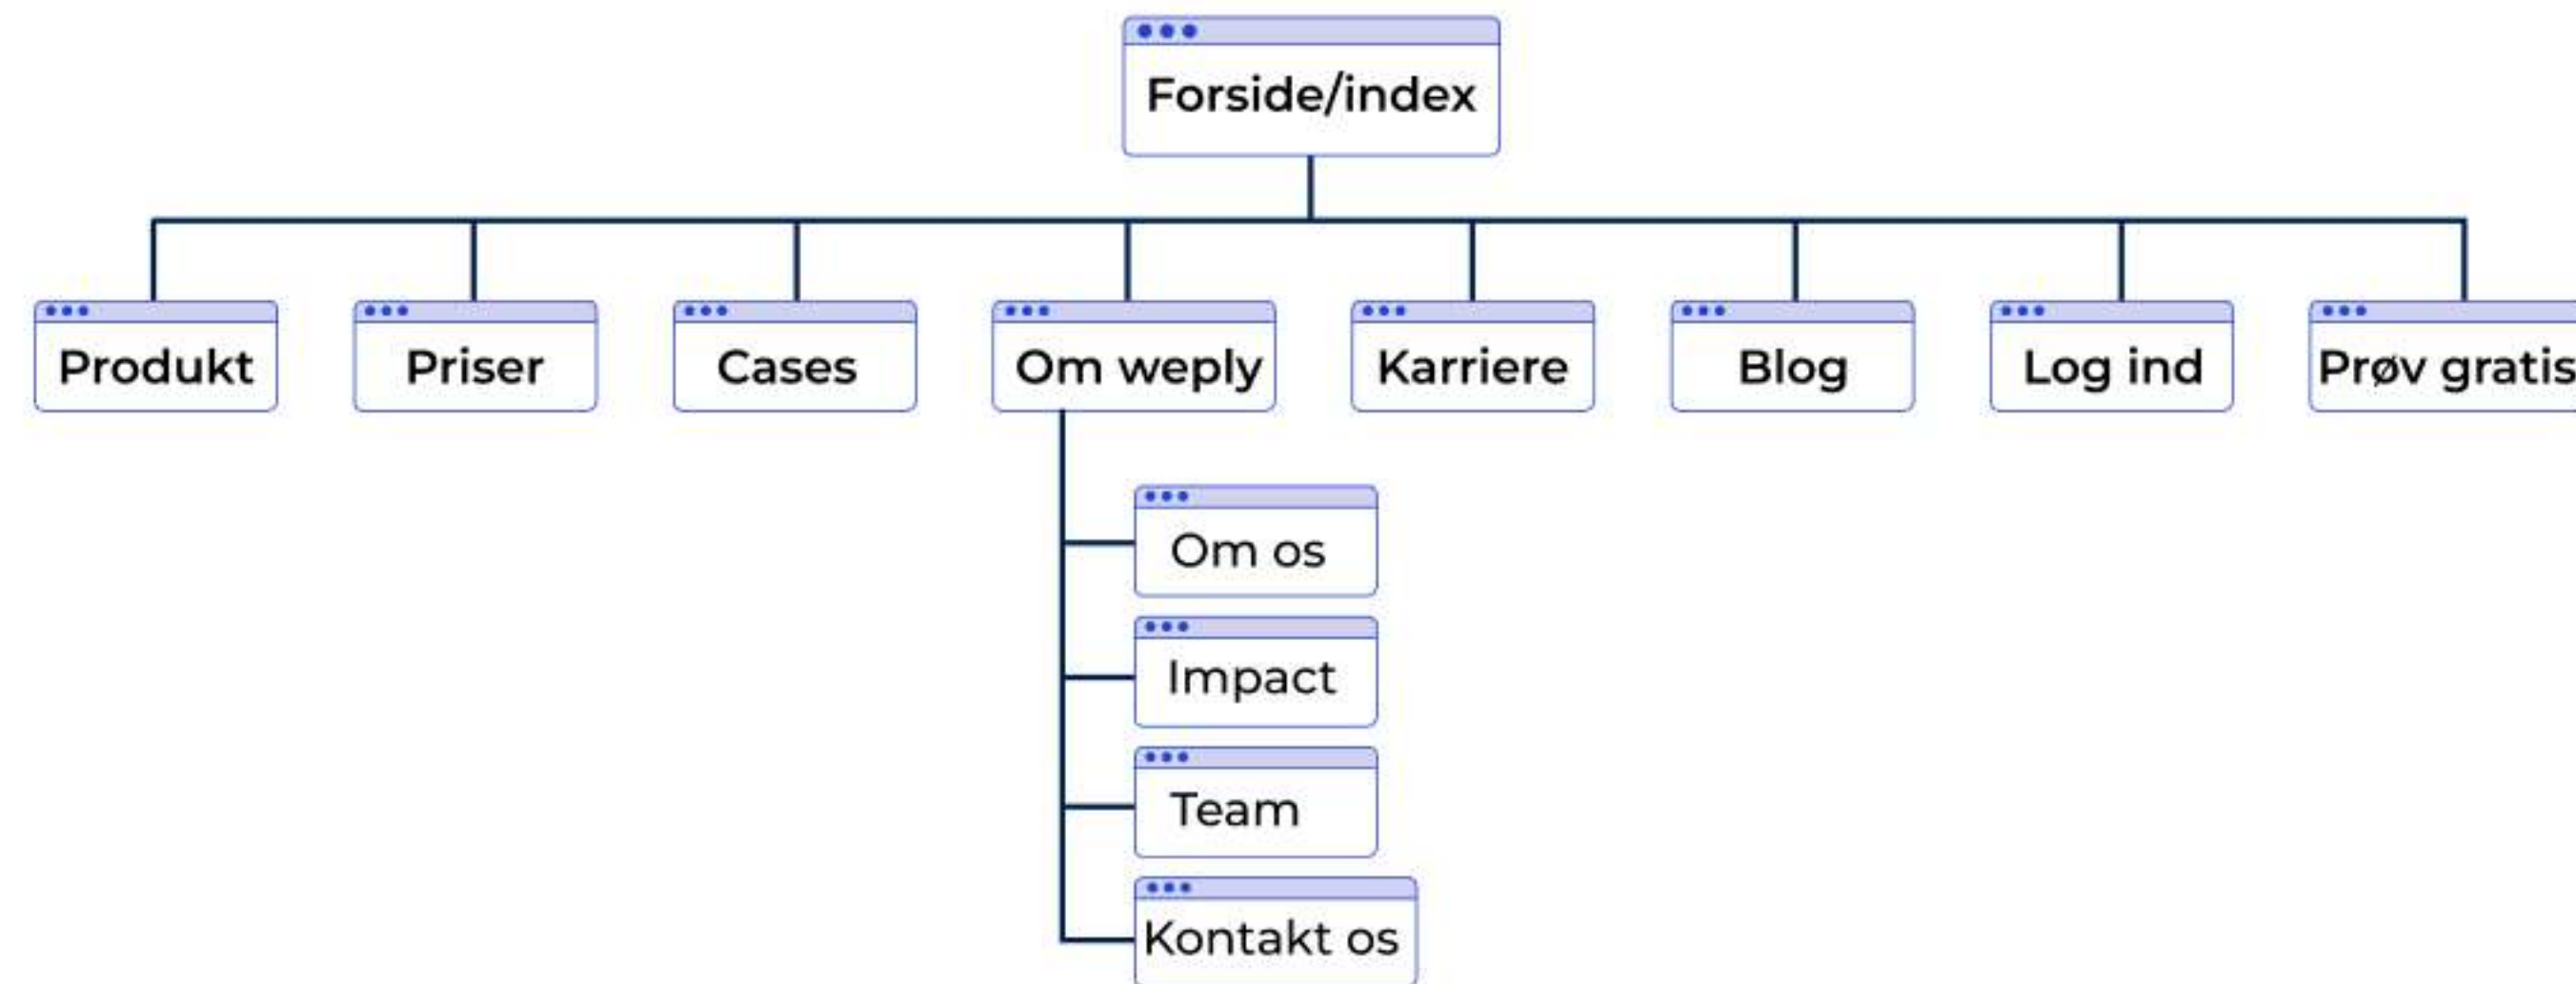 Forside/index
Produkt
Priser
Cases
Om weply
Karriere
Blog
Log ind
Prøv gratis
Om os
Impact
Team
Kontakt os